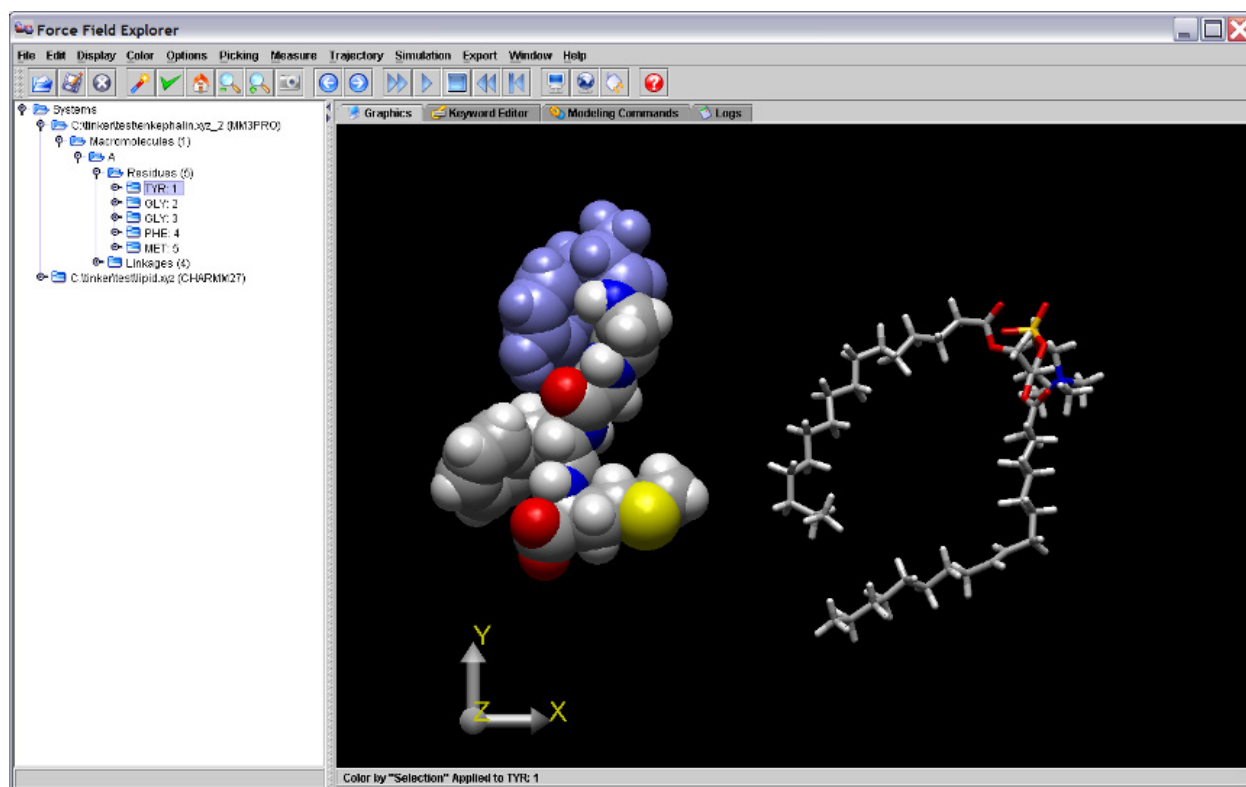 Force Field Explorer
File Edit Display Color Options Picking Measure Trajectory Simulation Export Window Help
Graphics Keyword Editor Modeling Commands Logs
Systems
C:\tinker\test\enkephalin.xyz_2 (MM3PRO)
Macromolecules (1)
A
Residues (5)
TYR: 1
GLY: 2
GLY: 3
PHE: 4
MET: 5
Linkages (4)
C:\tinker\test\lipid.xyz (CHARMM27)
Y
Z X
Color by "Selection" Applied to TYR: 1